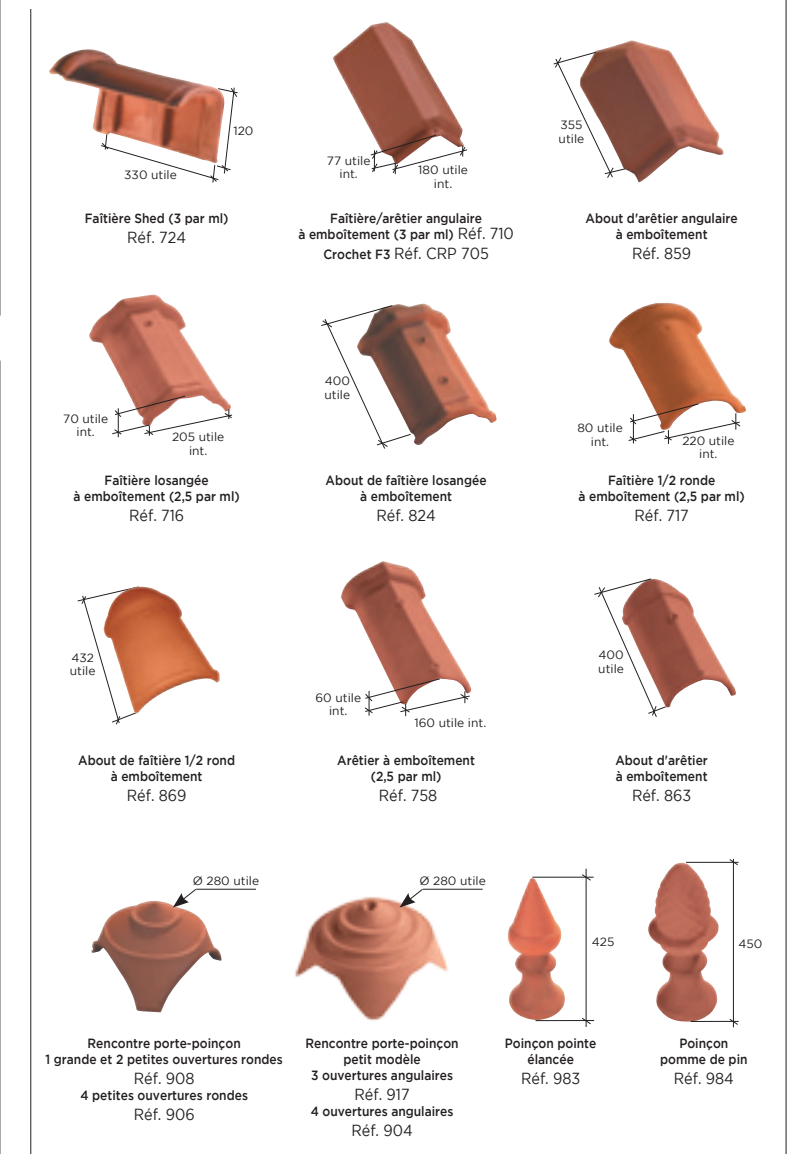 120
330 utile
Faîtière Shed (3 par ml)
Réf. 724
77 utile
int.
180 utile
int.
Faîtière/arêtier angulaire
à emboîtement (3 par ml) Réf. 710
Crochet F3 Réf. CRP 705
355
utile
About d'arêtier angulaire
à emboîtement
Réf. 859
70 utile
int.
205 utile
int.
Faîtière losangée
à emboîtement (2,5 par ml)
Réf. 716
400
utile
About de faîtière losangée
à emboîtement
Réf. 824
80 utile
int.
220 utile
int.
Faîtière 1/2 ronde
à emboîtement (2,5 par ml)
Réf. 717
432
utile
About de faîtière 1/2 rond
à emboîtement
Réf. 869
60 utile
int.
160 utile int.
Arêtier à emboîtement
(2,5 par ml)
Réf. 758
400
utile
About d'arêtier
à emboîtement
Réf. 863
Ø 280 utile
Rencontre porte-poinçon
1 grande et 2 petites ouvertures rondes
Réf. 908
4 petites ouvertures rondes
Réf. 906
Ø 280 utile
Rencontre porte-poinçon
petit modèle
3 ouvertures angulaires
Réf. 917
4 ouvertures angulaires
Réf. 904
425
Poinçon pointe
élancée
Réf. 983
450
Poinçon
pomme de pin
Réf. 984